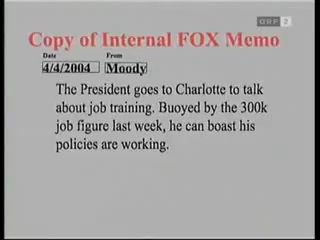 ORF 2
Copy of Internal FOX Memo
Date From
4/4/2004 Moody
The President goes to Charlotte to talk
about job training. Buoyed by the 300k
job figure last week, he can boast his
policies are working.